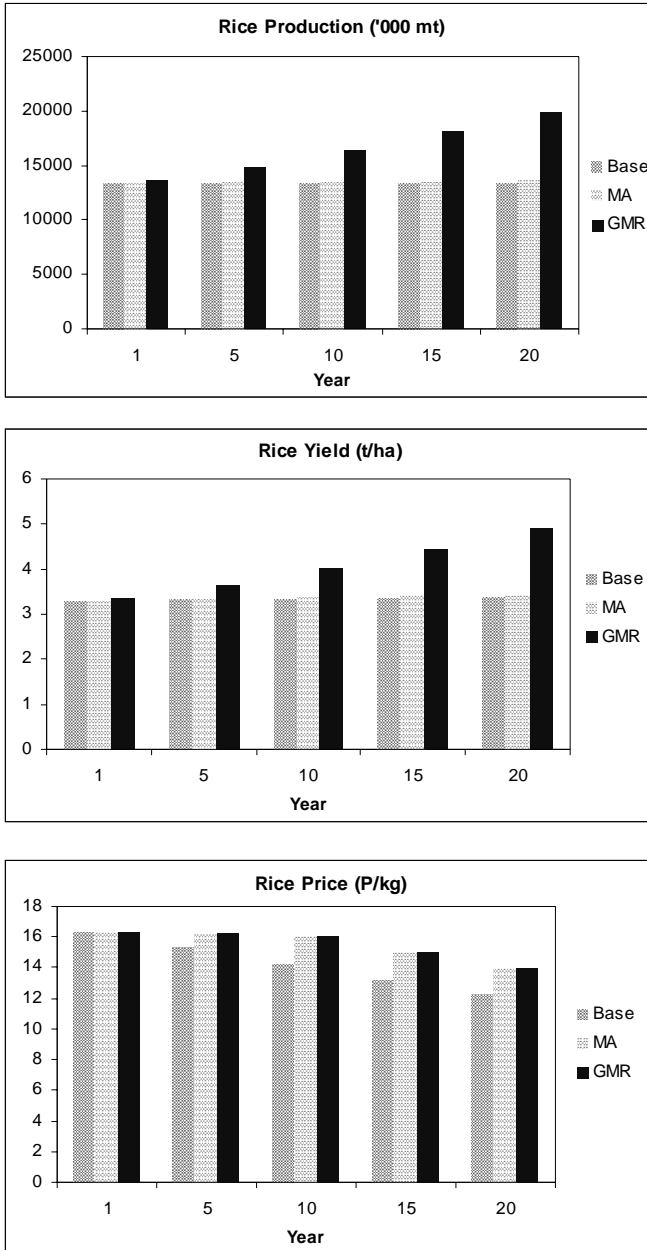 Rice Production ('000 mt)
25000
20000
15000
10000
5000
0
1 5 10 15 20
Year
Base
MA
GMR
Rice Yield (t/ha)
6
5
4
3
2
1
0
1 5 10 15 20
Year
Base
MA
GMR
Rice Price (P/kg)
18
16
14
12
10
8
6
4
2
0
1 5 10 15 20
Year
Base
MA
GMR